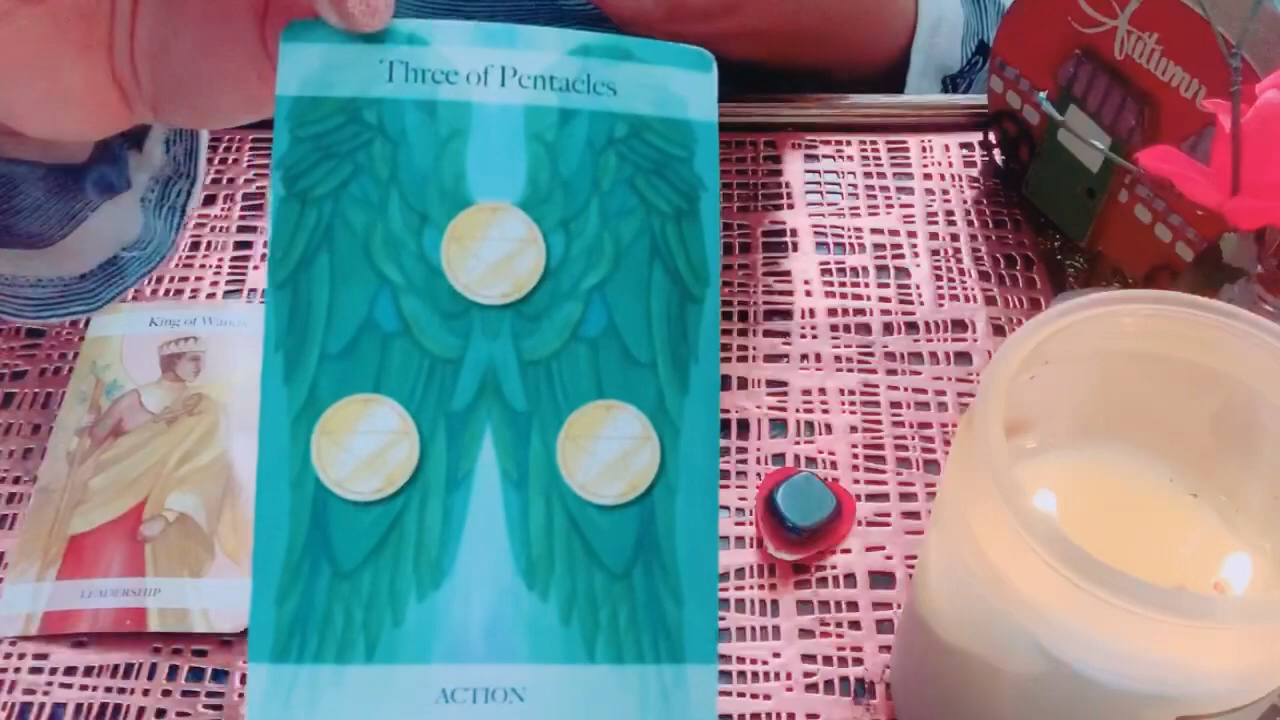 Three of Pentacles
Autumn
King of Wands
LEADERSHIP
ACTION